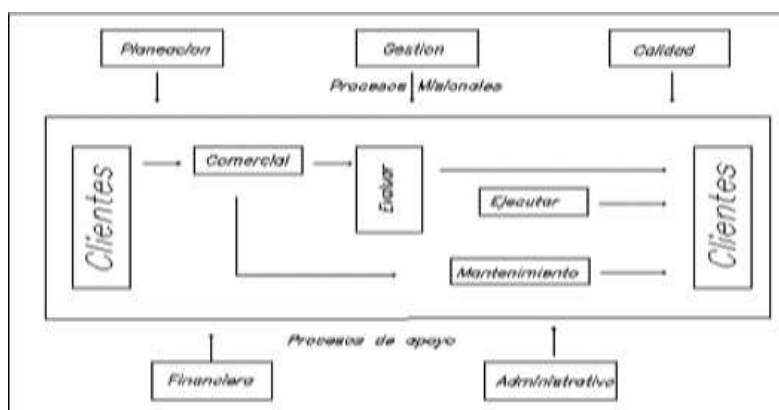 Planeacion
Gestion
Calidad
Procesos Misionales
Clientes
Comercial
Evaluar
Ejecutar
Mantenimiento
Clientes
Procesos de apoyo
Financiera
Administrativo